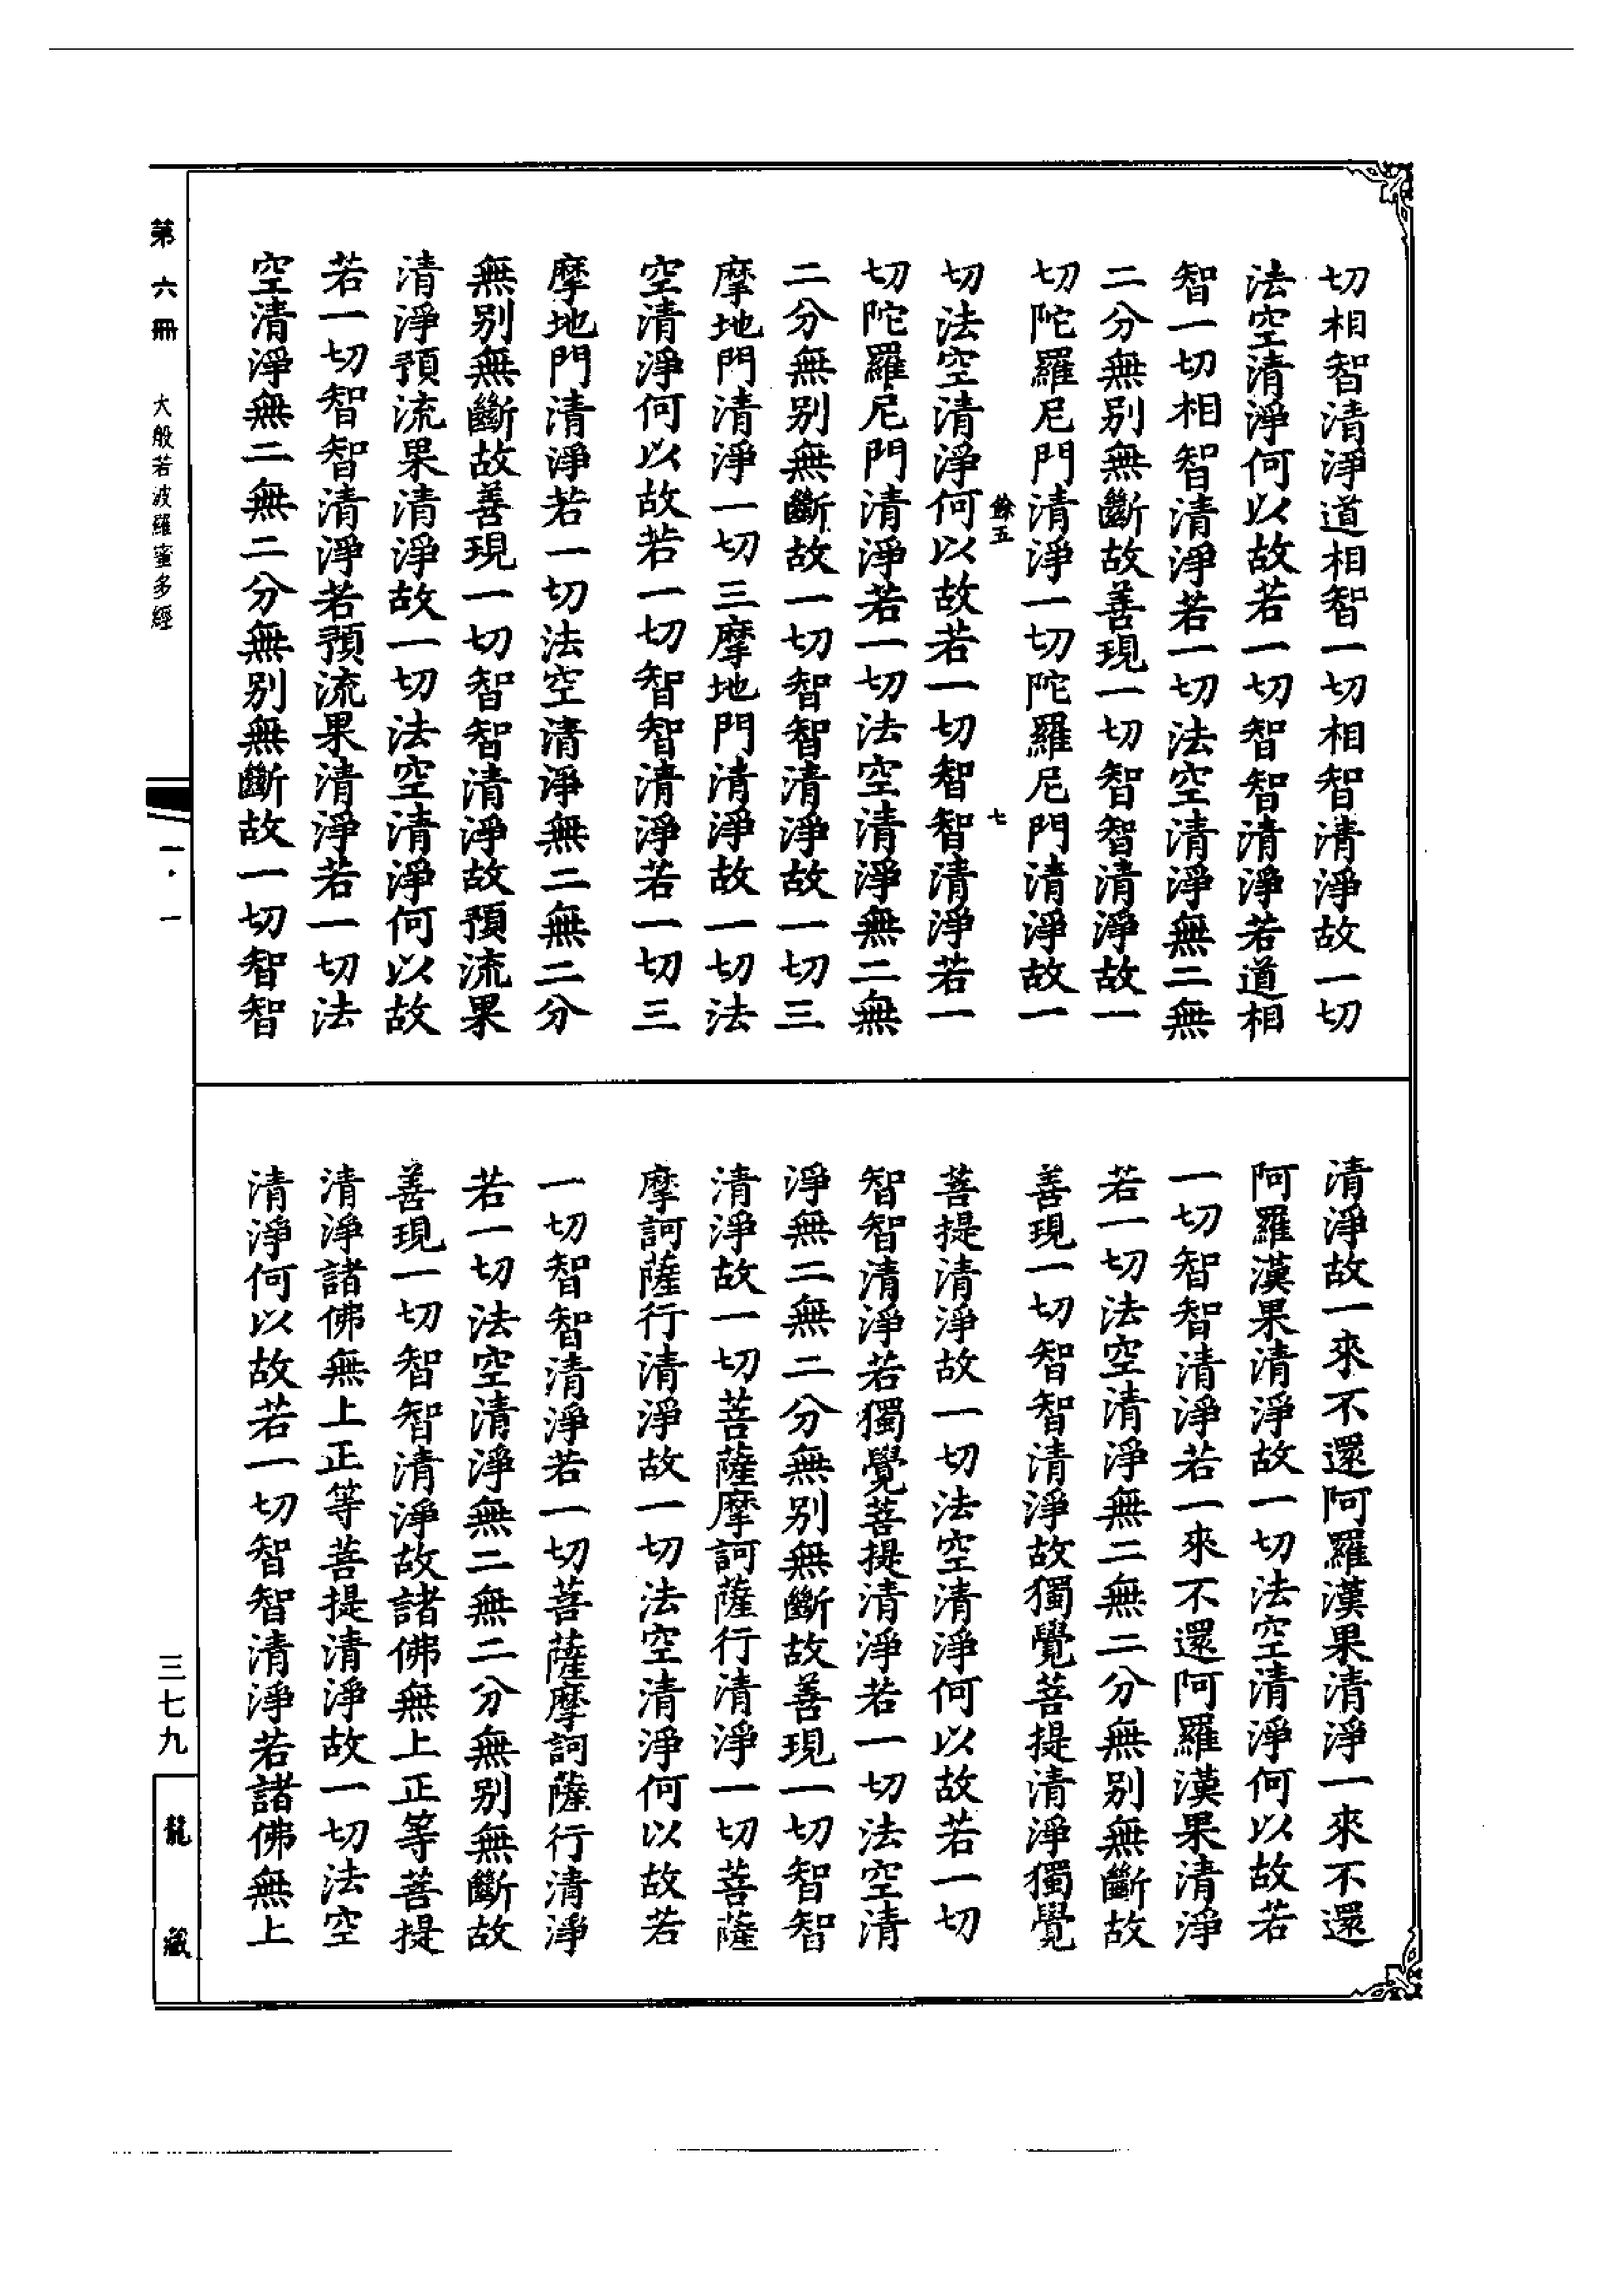 切相智清淨道相智一切相智清淨故一切
法空清淨何以故若一切智智清淨若道相
智一切相智清淨若一切法空清淨無二無
二分無別無斷故善現一切智智清淨故一
切陀羅尼門清淨一切陀羅尼門清淨故一
餘五 七
切法空清淨何以故若一切智智清淨若一
切陀羅尼門清淨若一切法空清淨無二無
二分無別無斷故一切智智清淨故一切三
摩地門清淨一切三摩地門清淨故一切法
空清淨何以故若一切智智清淨若一切三
摩地門清淨若一切法空清淨無二無二分
無別無斷故善現一切智智清淨故預流果
清淨預流果清淨故一切法空清淨何以故
若一切智智清淨若預流果清淨若一切法
空清淨無二無二分無別無斷故一切智智
清淨故一來不還阿羅漢果清淨一來不還
阿羅漢果清淨故一切法空清淨何以故若
一切智智清淨若一來不還阿羅漢果清淨
若一切法空清淨無二無二分無別無斷故
善現一切智智清淨故獨覺菩提清淨獨覺
菩提清淨故一切法空清淨何以故若一切
智智清淨若獨覺菩提清淨若一切法空清
淨無二無二分無別無斷故善現一切智智
清淨故一切菩薩摩訶薩行清淨一切菩薩
摩訶薩行清淨故一切法空清淨何以故若
一切智智清淨若一切菩薩摩訶薩行清淨
若一切法空清淨無二無二分無別無斷故
善現一切智智清淨故諸佛無上正等菩提
清淨諸佛無上正等菩提清淨故一切法空
清淨何以故若一切智智清淨若諸佛無上
第六冊 大般若波羅蜜多經 一·一 三七九 龍藏